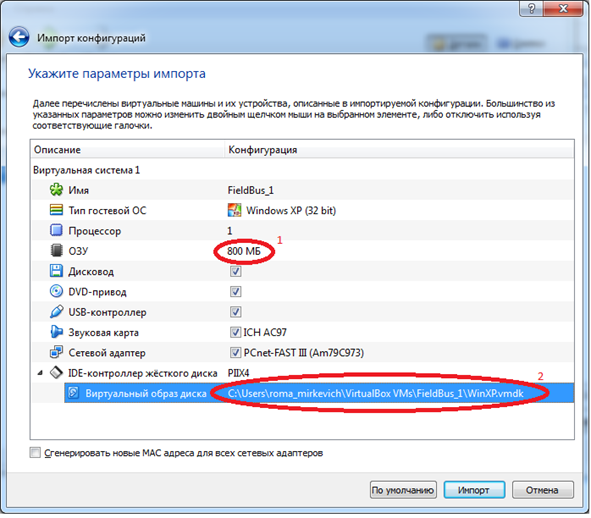 Импорт конфигураций
Укажите параметры импорта
Далее перечислены виртуальные машины и их устройства, описанные в импортируемой конфигурации. Большинство из
указанных параметров можно изменить двойным щелчком мыши на выбранном элементе, либо отключить используя
соответствующие галочки.
Описание Конфигурация
Виртуальная система 1
Имя FieldBus_1
Тип гостевой ОС Windows XP (32 bit)
Процессор 1
ОЗУ 800 МБ 1
Дисковод
DVD-привод
USB-контроллер
Звуковая карта ICH AC97
Сетевой адаптер PCnet-FAST III (Am79C973)
IDE-контроллер жёсткого диска PIIX4
Виртуальный образ диска C:\Users\roma_mirkevich\VirtualBox VMs\FieldBus_1\WinXP.vmdk 2
Сгенерировать новые MAC адреса для всех сетевых адаптеров
По умолчанию Импорт Отмена